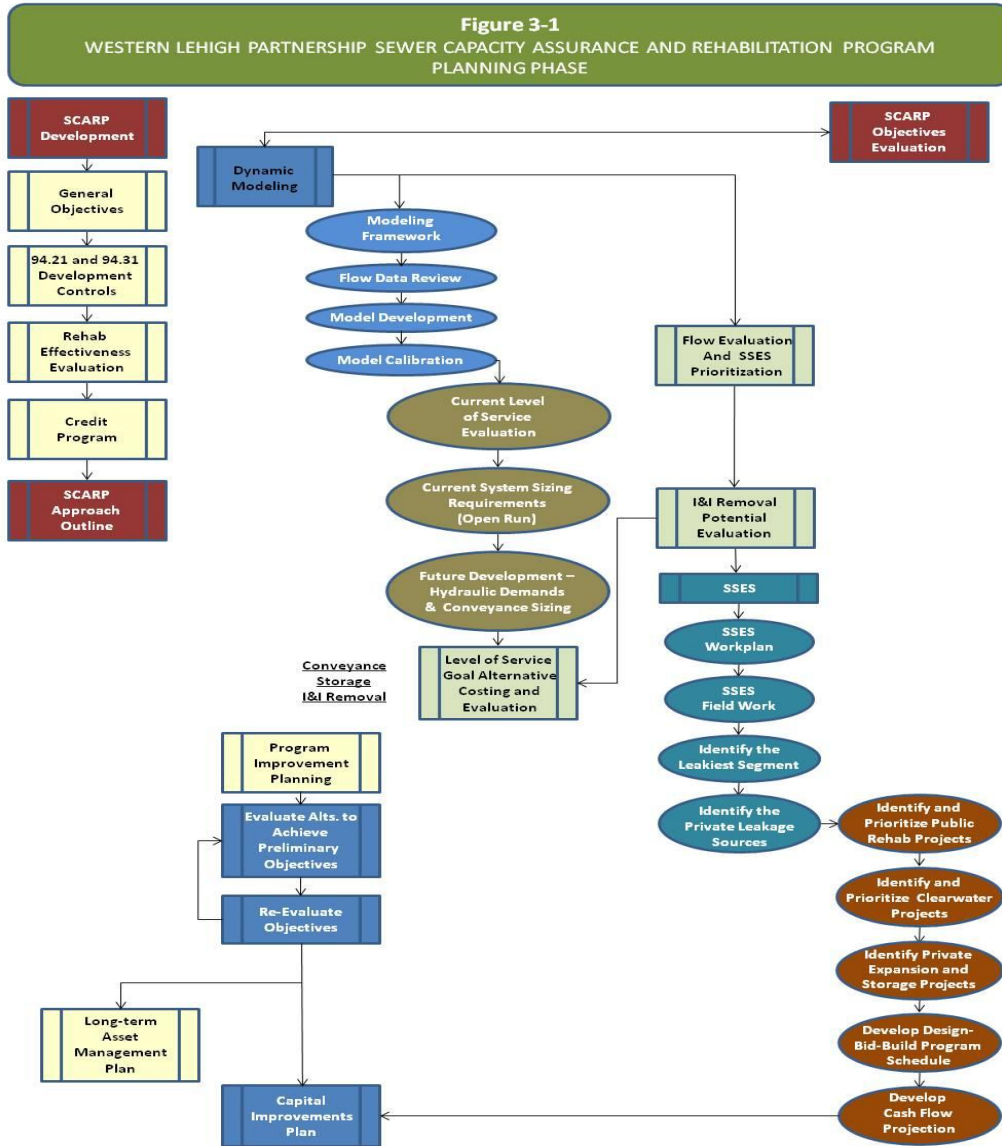 Figure 3-1
WESTERN LEHIGH PARTNERSHIP SEWER CAPACITY ASSURANCE AND REHABILITATION PROGRAM
PLANNING PHASE
SCARP
Development
General
Objectives
94.21 and 94.31
Development
Controls
Rehab
Effectiveness
Evaluation
Credit
Program
SCARP
Approach
Outline
Dynamic
Modeling
SCARP
Objectives
Evaluation
Modeling
Framework
Flow Data Review
Model Development
Model Calibration
Current Level
of Service
Evaluation
Current System Sizing
Requirements
(Open Run)
Future Development –
Hydraulic Demands
& Conveyance Sizing
Level of Service
Goal Alternative
Costing and
Evaluation
Conveyance
Storage
I&I Removal
Flow Evaluation
And SSES
Prioritization
I&I Removal
Potential
Evaluation
SSES
SSES
Workplan
SSES
Field Work
Identify the
Leakiest Segment
Identify the
Private Leakage
Sources
Identify and
Prioritize Public
Rehab Projects
Identify and
Prioritize Clearwater
Projects
Identify Private
Expansion and
Storage Projects
Develop Design-
Bid-Build Program
Schedule
Develop
Cash Flow
Projection
Program
Improvement
Planning
Evaluate Alts. to
Achieve
Preliminary
Objectives
Re-Evaluate
Objectives
Long-term
Asset
Management
Plan
Capital
Improvements
Plan